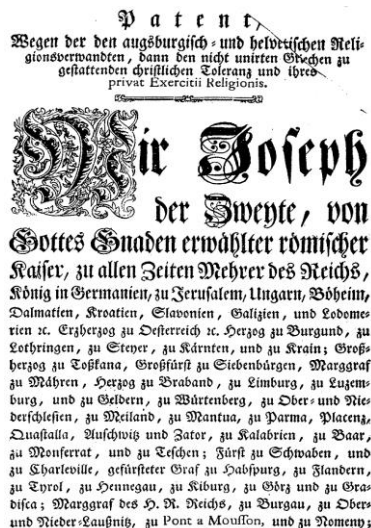 Patent,
Wegen der den augsburgisch- und helvetischen Reli-
gionsverwandten, dann den nicht unirten Griechen zu
gestattenden christlichen Toleranz und ihres
privat Exercitii Religionis.
Wir Joseph
der Zweyte, von
Gottes Gnaden erwählter römischer
Kaiser, zu allen Zeiten Mehrer des Reichs,
König in Germanien, zu Jerusalem, Ungarn, Böheim,
Dalmatien, Kroatien, Slavonien, Galizien, und Lodome-
rien ꝛc. Erzherzog zu Oesterreich ꝛc. Herzog zu Burgund, zu
Lothringen, zu Steyer, zu Kärnten, und zu Krain; Groß-
herzog zu Toßkana, Großfürst zu Siebenbürgen, Marggraf
zu Mähren, Herzog zu Braband, zu Limburg, zu Luzem-
burg, und zu Geldern, zu Würtenberg, zu Ober- und Nie-
derschlesien, zu Meiland, zu Mantua, zu Parma, Placenz,
Quastalla, Auschwitz und Zator, zu Kalabrien, zu Baar,
zu Monferrat, und zu Teschen; Fürst zu Schwaben, und
zu Charleville, gefürsteter Graf zu Habspurg, zu Flandern,
zu Tyrol, zu Hennegau, zu Kiburg, zu Görz und zu Gra-
disca; Marggraf des H. R. Reichs, zu Burgau, zu Ober-
und Nieder-Laußnitz, zu Pont a Mousson, und zu Nomeny;